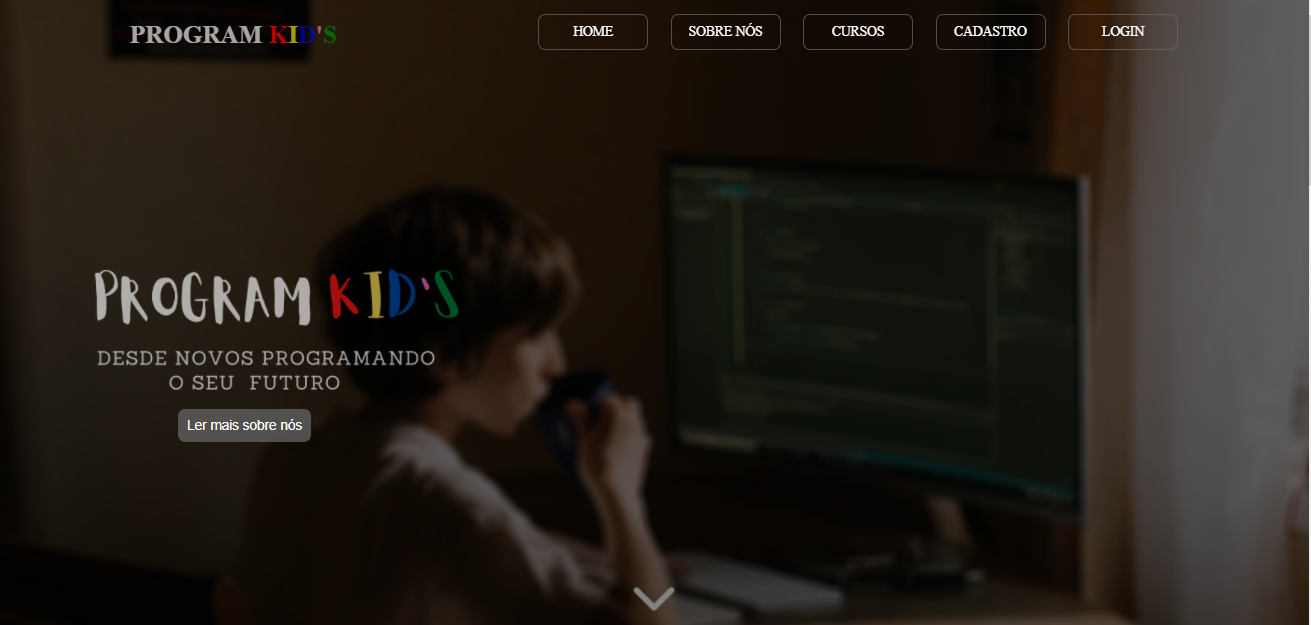 PROGRAM KID'S
HOME
SOBRE NÓS
CURSOS
CADASTRO
LOGIN
PROGRAM KID'S
DESDE NOVOS PROGRAMANDO
O SEU FUTURO
Ler mais sobre nós